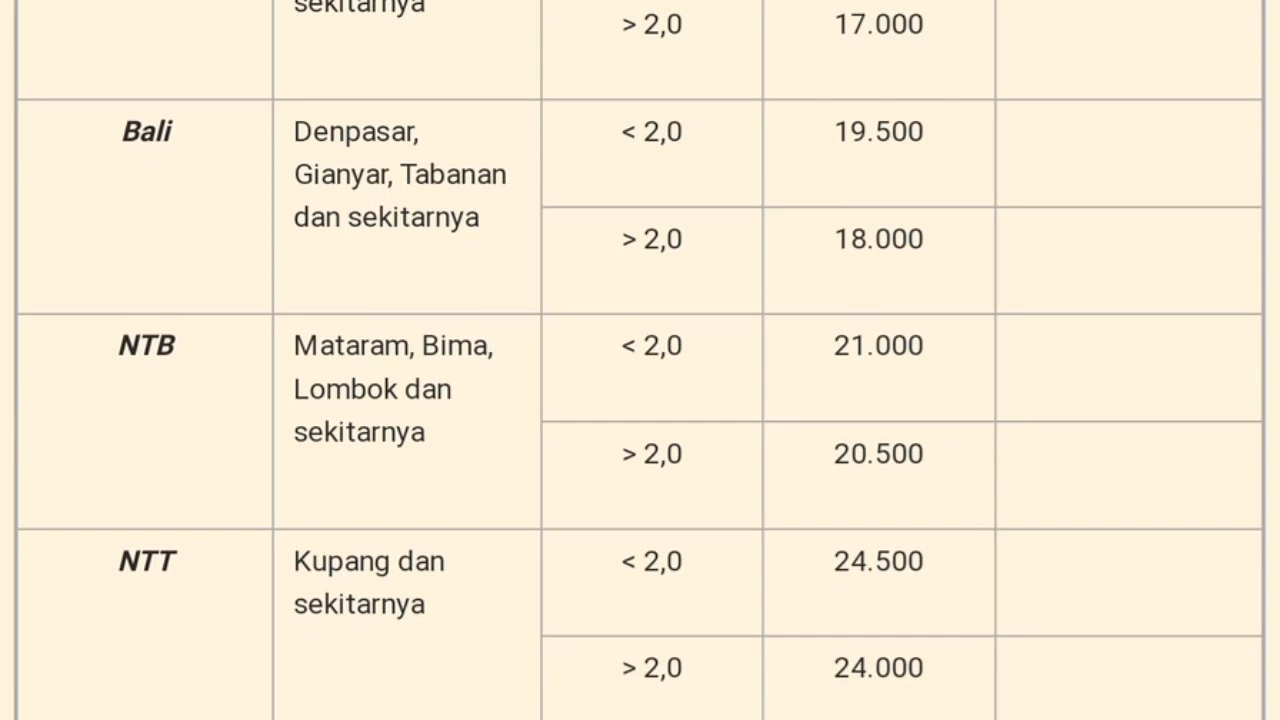 sekitarnya
> 2,0 17.000
Bali Denpasar, < 2,0 19.500
Gianyar, Tabanan
dan sekitarnya
> 2,0 18.000
NTB Mataram, Bima, < 2,0 21.000
Lombok dan
sekitarnya
> 2,0 20.500
NTT Kupang dan < 2,0 24.500
sekitarnya
> 2,0 24.000